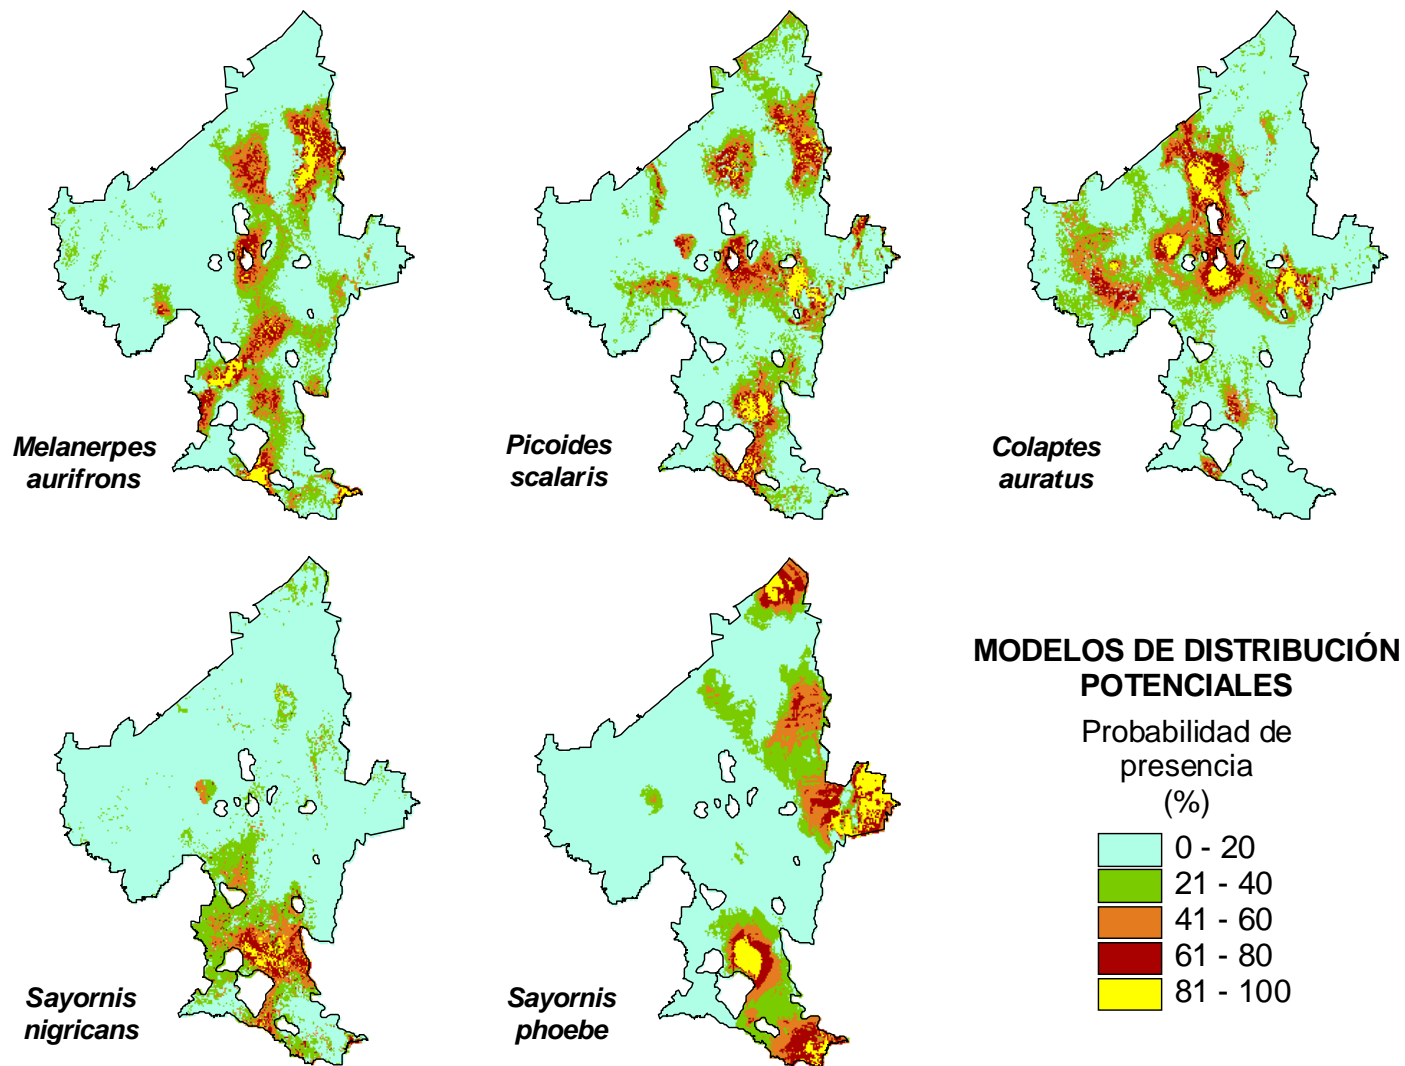 Melanerpes
aurifrons
Picoides
scalaris
Colaptes
auratus
Sayornis
nigricans
Sayornis
phoebe
MODELOS DE DISTRIBUCIÓN
POTENCIALES
Probabilidad de
presencia
(%)
0 - 20
21 - 40
41 - 60
61 - 80
81 - 100